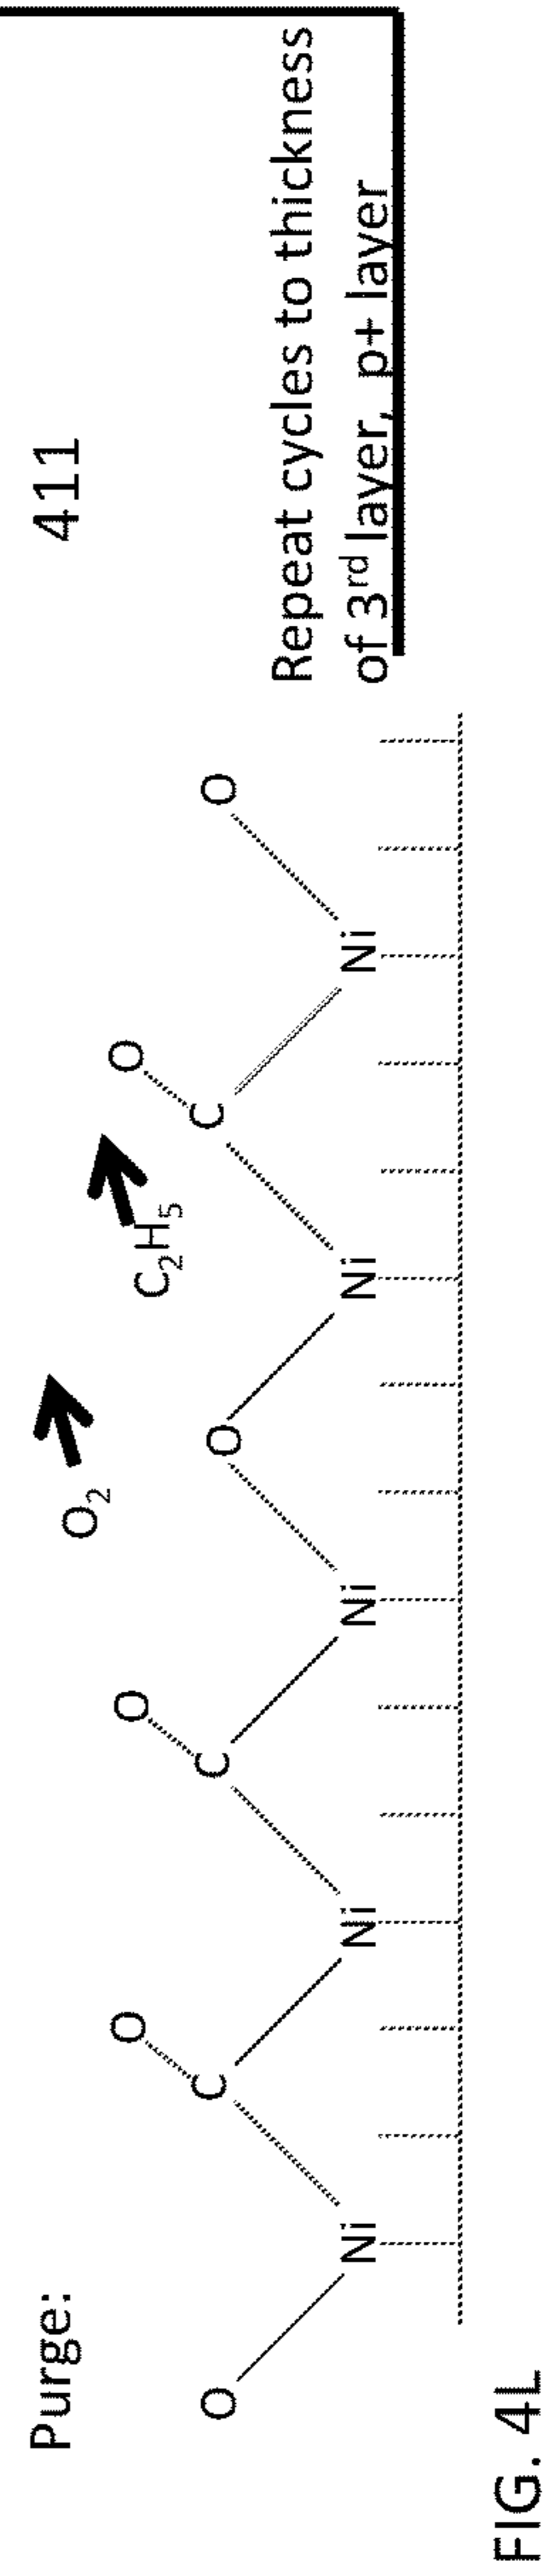 Purge:
411
O₂
C₂H₅
O
O
O
C
C
O
C
O
Ni
Ni
Ni
Ni
Ni
O
Repeat cycles to thickness
of 3rd layer, p+ layer
FIG. 4L